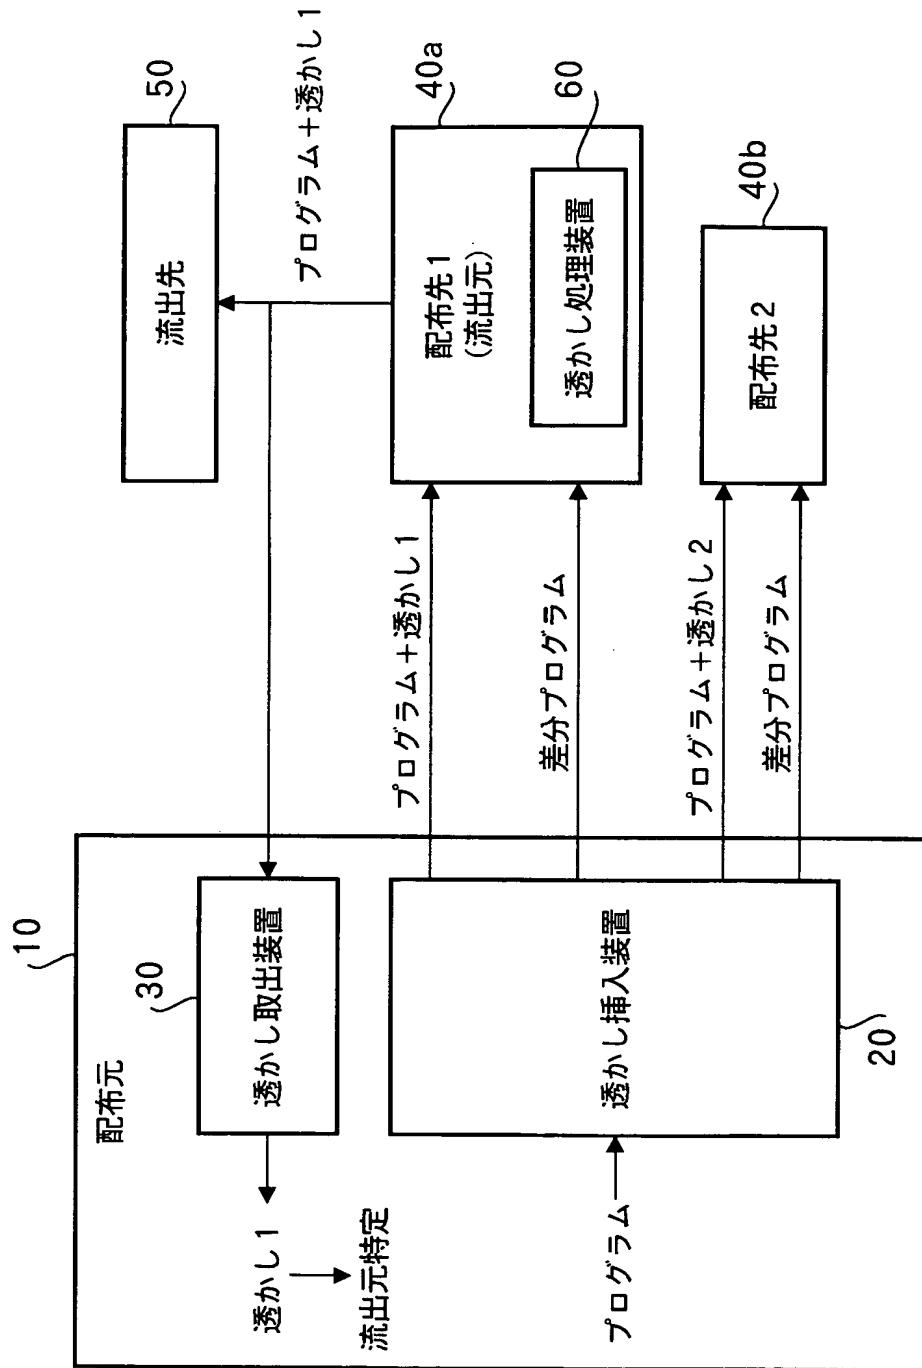 10
配布元
30
透かし取出装置
透かし1
流出元特定
プログラム
透かし挿入装置
20
プログラム+透かし1
差分プログラム
プログラム+透かし2
差分プログラム
50
流出先
プログラム+透かし1
40a
配布先1
(流出元)
60
透かし処理装置
40b
配布先2